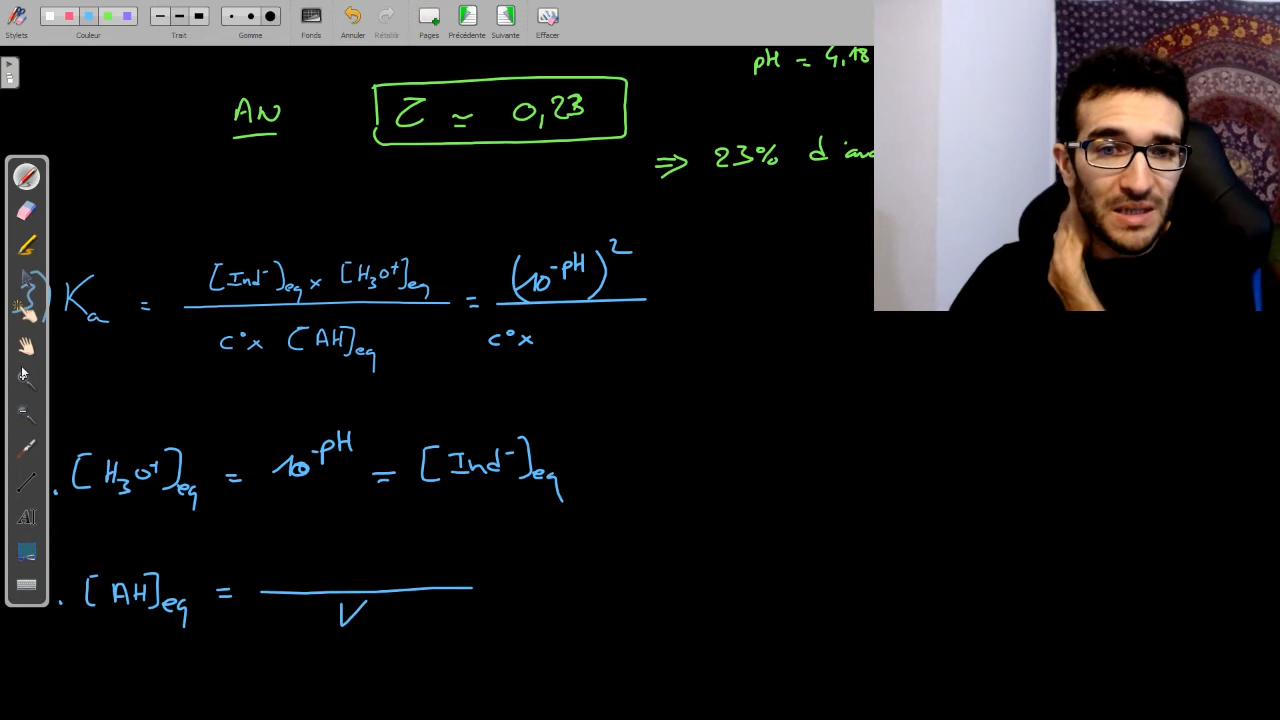 Stylets Couleur Trait Gomme Fonds Annuler Rétablir Pages Précédente Suivante Effacer
pH = 4,18
AN τ ≃ 0,23
⇒ 23% d'
3) Ka = [Ind⁻]eq × [H₃O⁺]eq / c° × [AH]eq = (10^-pH)² / c° ×
. [H₃O⁺]eq = 10^-pH = [Ind⁻]eq
. [AH]eq = / V